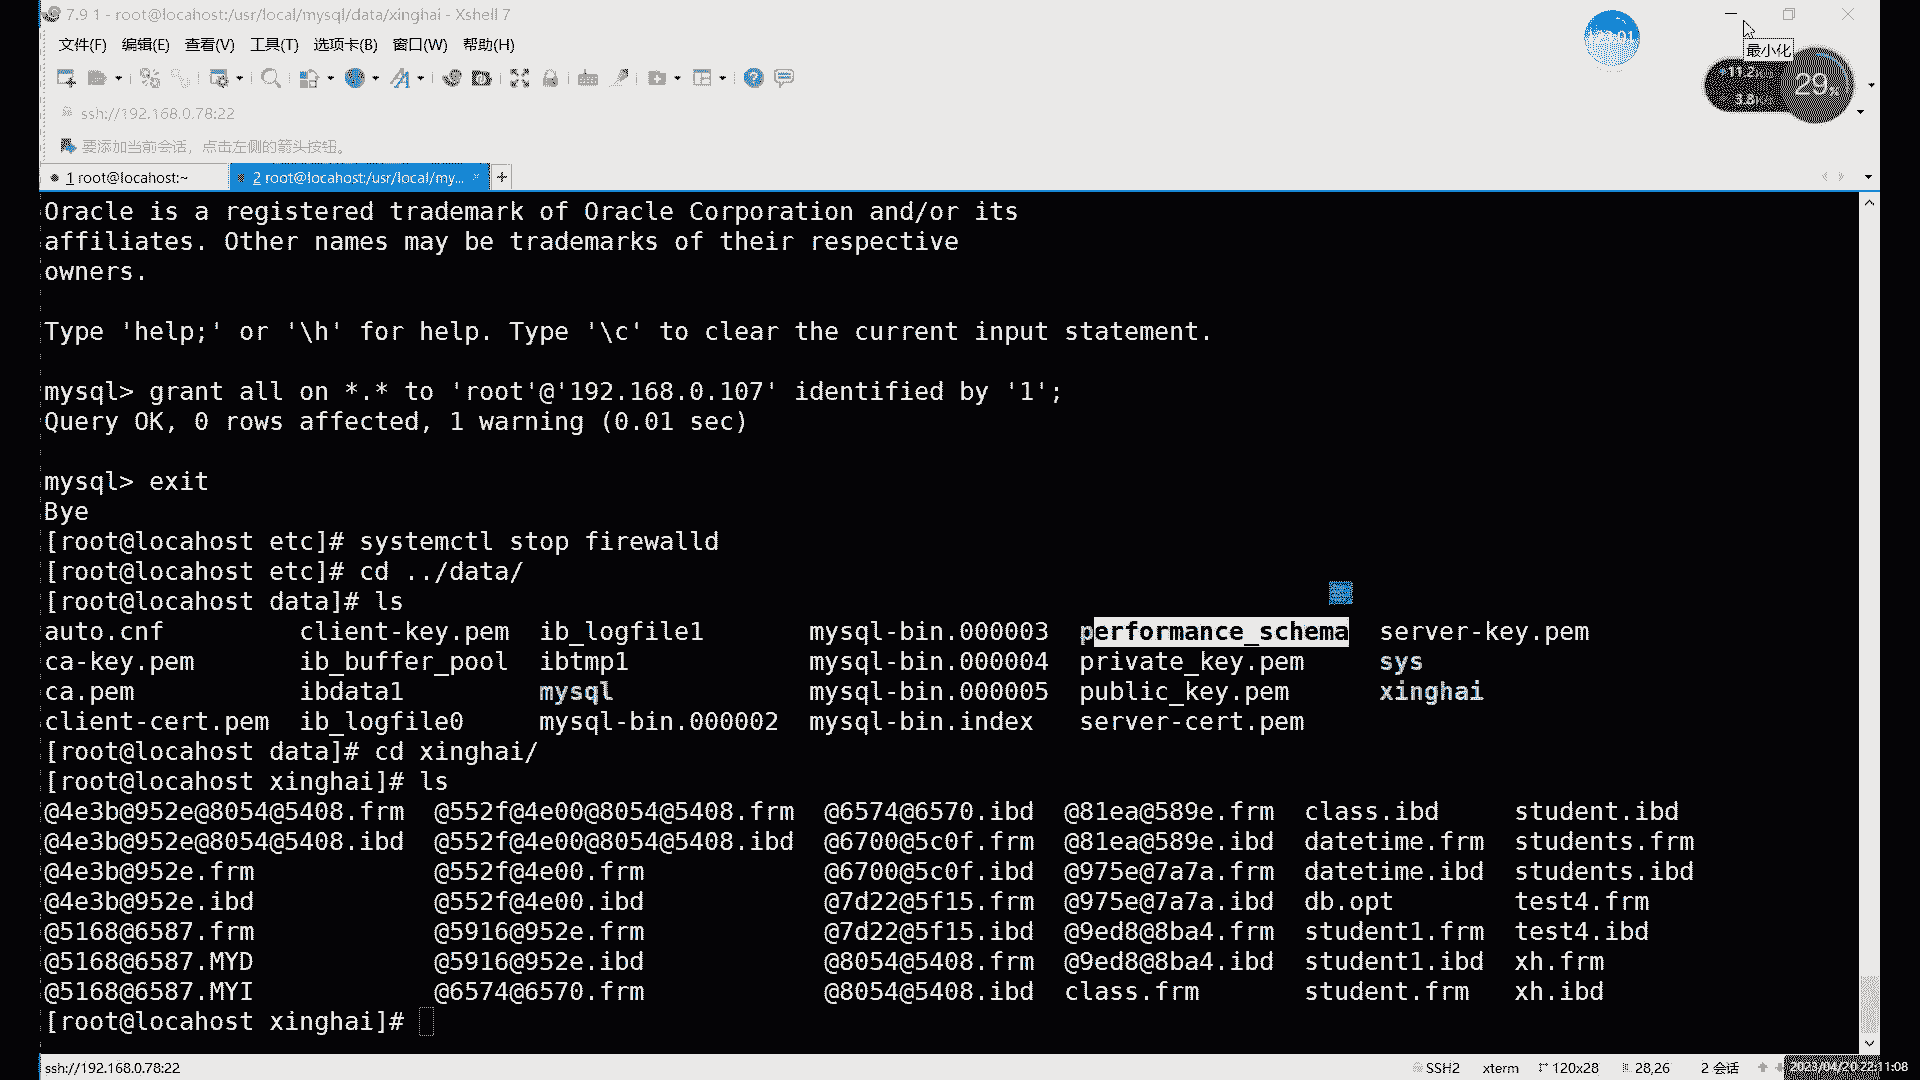 7.9 1 - root@locahost:/usr/local/mysql/data/xinghai - Xshell 7
文件(F) 编辑(E) 查看(V) 工具(T) 选项卡(B) 窗口(W) 帮助(H)
最小化
29%
ssh://192.168.0.78:22
要添加当前会话，点击左侧的箭头按钮。
1 root@locahost:~ 2 root@locahost:/usr/local/my... × +
Oracle is a registered trademark of Oracle Corporation and/or its
affiliates. Other names may be trademarks of their respective
owners.
Type 'help;' or '\h' for help. Type '\c' to clear the current input statement.
mysql> grant all on *.* to 'root'@'192.168.0.107' identified by '1';
Query OK, 0 rows affected, 1 warning (0.01 sec)
mysql> exit
Bye
[root@locahost etc]# systemctl stop firewalld
[root@locahost etc]# cd ../data/
[root@locahost data]# ls
auto.cnf client-key.pem ib_logfile1 mysql-bin.000003 performance_schema server-key.pem
ca-key.pem ib_buffer_pool ibtmp1 mysql-bin.000004 private_key.pem sys
ca.pem ibdata1 mysql mysql-bin.000005 public_key.pem xinghai
client-cert.pem ib_logfile0 mysql-bin.000002 mysql-bin.index server-cert.pem
[root@locahost data]# cd xinghai/
[root@locahost xinghai]# ls
@4e3b@952e@8054@5408.frm @552f@4e00@8054@5408.frm @6574@6570.ibd @81ea@589e.frm class.ibd student.ibd
@4e3b@952e@8054@5408.ibd @552f@4e00@8054@5408.ibd @6700@5c0f.frm @81ea@589e.ibd datetime.frm students.frm
@4e3b@952e.frm @552f@4e00.frm @6700@5c0f.ibd @975e@7a7a.frm datetime.ibd students.ibd
@4e3b@952e.ibd @552f@4e00.ibd @7d22@5f15.frm @975e@7a7a.ibd db.opt test4.frm
@5168@6587.frm @5916@952e.frm @7d22@5f15.ibd @9ed8@8ba4.frm student1.frm test4.ibd
@5168@6587.MYD @5916@952e.ibd @8054@5408.frm @9ed8@8ba4.ibd student1.ibd xh.frm
@5168@6587.MYI @6574@6570.frm @8054@5408.ibd class.frm student.frm xh.ibd
[root@locahost xinghai]#
ssh://192.168.0.78:22 SSH2 xterm 120x28 28,26 2 会话 2023/04/20 22:11:08